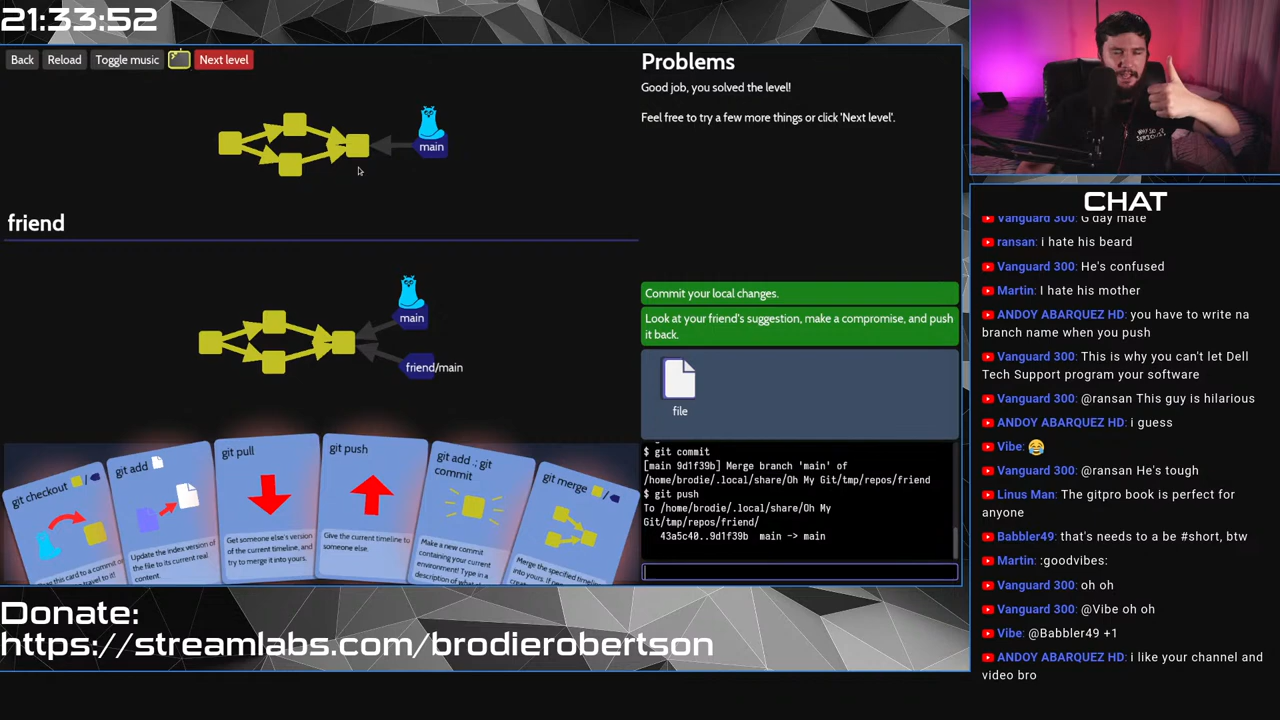 21:33:52
Back
Reload
Toggle music
Next level
main
friend
main
friend/main
Problems
Good job, you solved the level!
Feel free to try a few more things or click 'Next level'.
Commit your local changes.
Look at your friend's suggestion, make a compromise, and push
it back.
file
$ git commit
[main 9d1f39b] Merge branch 'main' of
/home/brodie/.local/share/Oh My Git/tmp/repos/friend
$ git push
To /home/brodie/.local/share/Oh My
Git/tmp/repos/friend/
43a5c40..9d1f39b main -> main
git checkout /
git add
Update the index version of
the file to its current real
content.
git pull
Get someone else's version
of the current timeline, and
try to merge it into yours.
git push
Give the current timeline to
someone else.
git add .; git
commit
Make a new commit
containing your current
environment! Type in a
git merge /
Merge the specified
CHAT
Vanguard 300: G day mate
ransan: i hate his beard
Vanguard 300: He's confused
Martin: I hate his mother
ANDOY ABARQUEZ HD: you have to write na
branch name when you push
Vanguard 300: This is why you can't let Dell
Tech Support program your software
Vanguard 300: @ransan This guy is hilarious
ANDOY ABARQUEZ HD: i guess
Vibe: 😂
Vanguard 300: @ransan He's tough
Linus Man: The gitpro book is perfect for
anyone
Babbler49: that's needs to a be #short, btw
Martin: :goodvibes:
Vanguard 300: oh oh
Vanguard 300: @Vibe oh oh
Vibe: @Babbler49 +1
ANDOY ABARQUEZ HD: i like your channel and
video bro
Donate:
https://streamlabs.com/brodierobertson